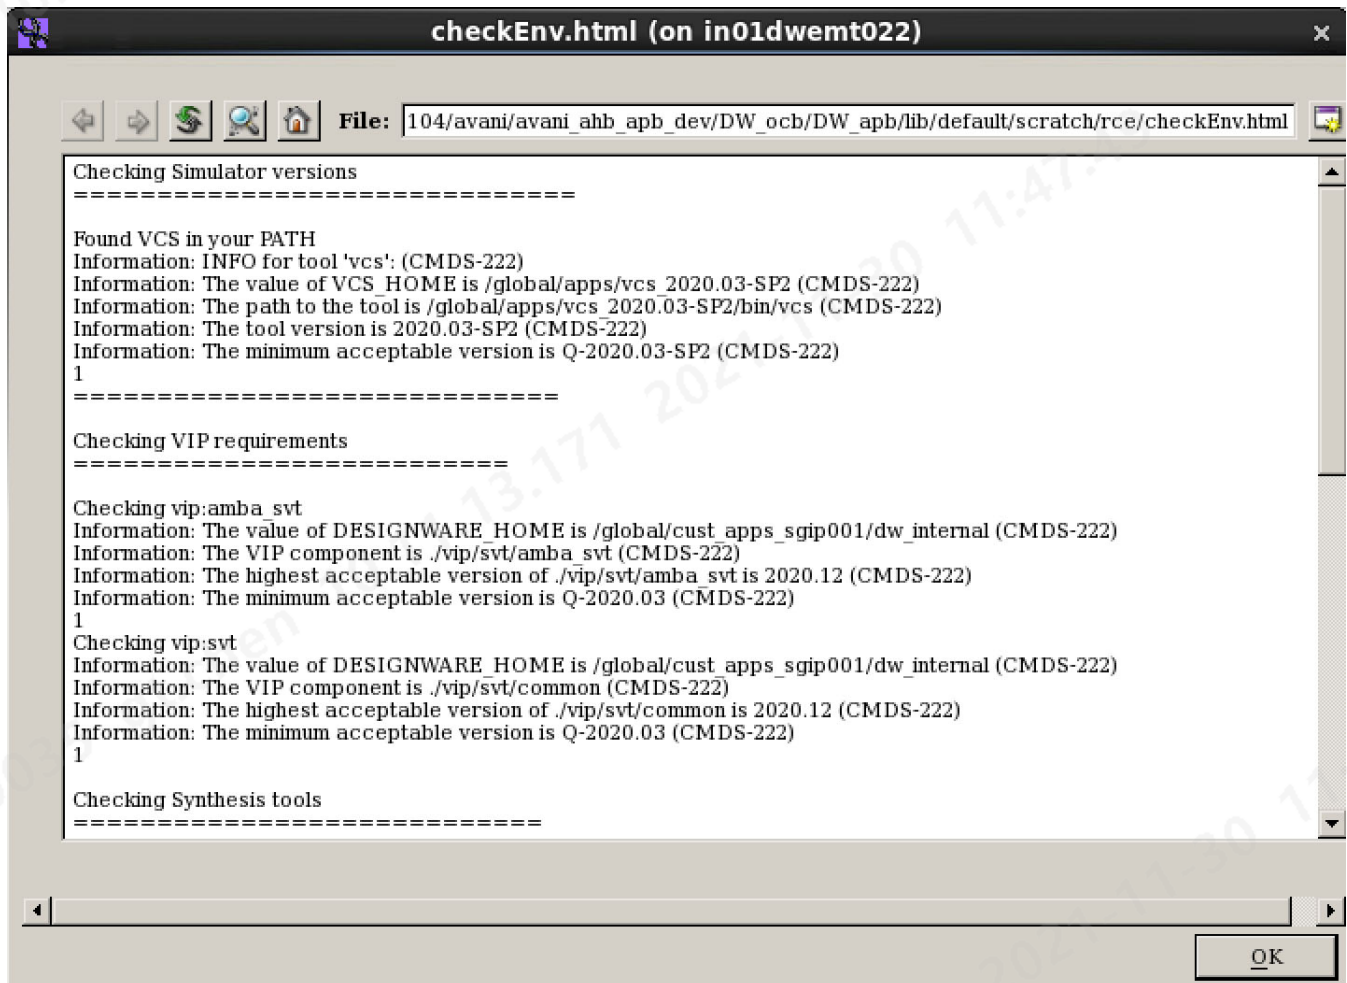 checkEnv.html (on in01dwemt022)
File: 104/avani/avani_ahb_apb_dev/DW_ocb/DW_apb/lib/default/scratch/rce/checkEnv.html
Checking Simulator versions
==============================
Found VCS in your PATH
Information: INFO for tool 'vcs': (CMDS-222)
Information: The value of VCS_HOME is /global/apps/vcs_2020.03-SP2 (CMDS-222)
Information: The path to the tool is /global/apps/vcs_2020.03-SP2/bin/vcs (CMDS-222)
Information: The tool version is 2020.03-SP2 (CMDS-222)
Information: The minimum acceptable version is Q-2020.03-SP2 (CMDS-222)
1
=============================
Checking VIP requirements
==========================
Checking vip:amba_svt
Information: The value of DESIGNWARE_HOME is /global/cust_apps_sgip001/dw_internal (CMDS-222)
Information: The VIP component is ./vip/svt/amba_svt (CMDS-222)
Information: The highest acceptable version of ./vip/svt/amba_svt is 2020.12 (CMDS-222)
Information: The minimum acceptable version is Q-2020.03 (CMDS-222)
1
Checking vip:svt
Information: The value of DESIGNWARE_HOME is /global/cust_apps_sgip001/dw_internal (CMDS-222)
Information: The VIP component is ./vip/svt/common (CMDS-222)
Information: The highest acceptable version of ./vip/svt/common is 2020.12 (CMDS-222)
Information: The minimum acceptable version is Q-2020.03 (CMDS-222)
1
Checking Synthesis tools
============================
OK